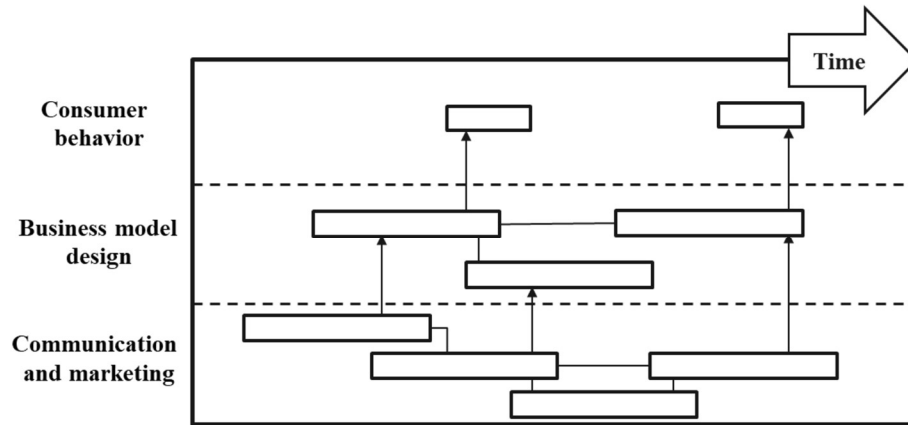 Time
Consumer
behavior
Business model
design
Communication
and marketing